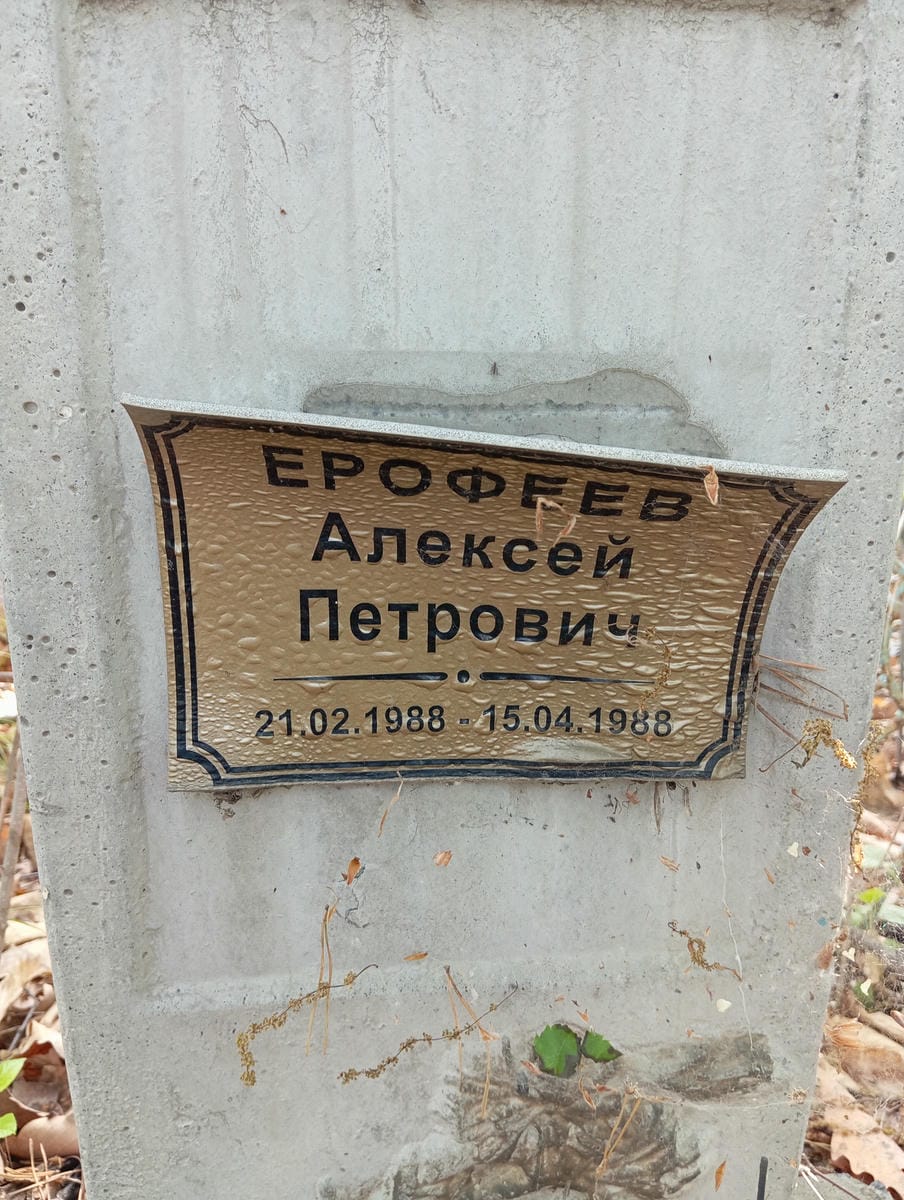 ЕРОФЕЕВ
Алексей
Петрович
21.02.1988 - 15.04.1988